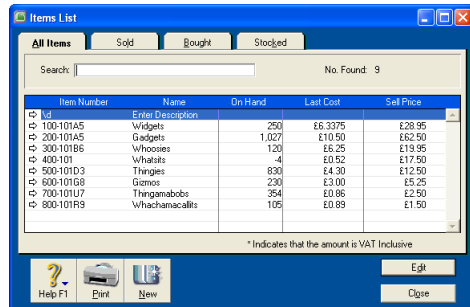 Items List
All Items Sold Bought Stocked
Search: No. Found: 9
Item Number Name On Hand Last Cost Sell Price
\d Enter Description
100-101A5 Widgets 250 £6.3375 £28.95
200-101A5 Gadgets 1,027 £10.50 £62.50
300-101B6 Whoosies 120 £6.25 £19.95
400-101 Whatsits -4 £0.52 £17.50
500-101D3 Thingies 830 £4.30 £12.50
600-101G8 Gizmos 230 £3.00 £5.25
700-101U7 Thingamabobs 354 £0.86 £2.50
800-101R9 Whachamacallits 105 £0.89 £1.50
* Indicates that the amount is VAT Inclusive
Help F1 Print New
Edit
Close